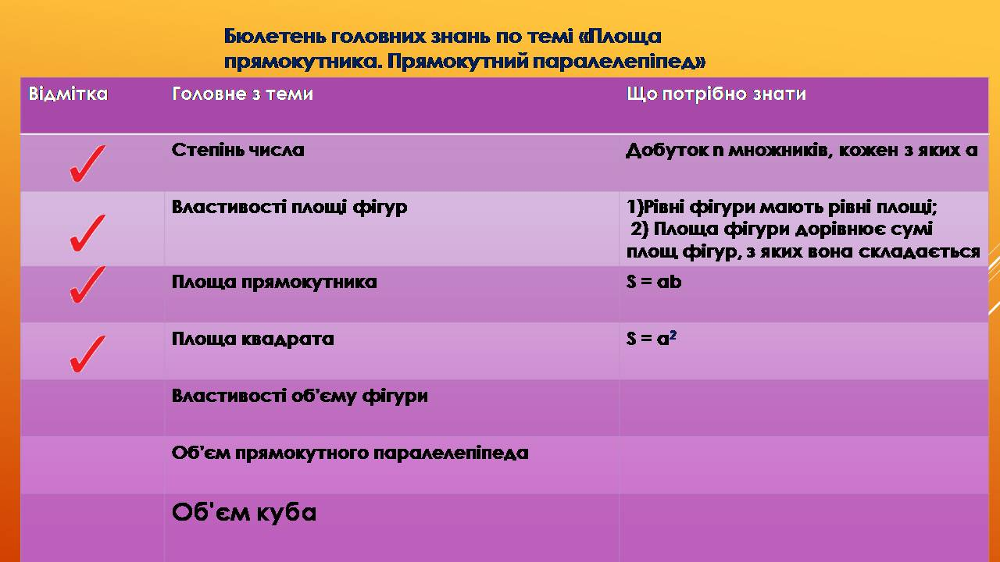 Бюлетень головних знань по темі «Площа
прямокутника. Прямокутний паралелепіпед»
Відмітка Головне з теми Що потрібно знати
Степінь числа Добуток n множників, кожен з яких a
Властивості площі фігур 1)Рівні фігури мають рівні площі;
2) Площа фігури дорівнює сумі
площ фігур, з яких вона складається
Площа прямокутника S = ab
Площа квадрата S = a²
Властивості об'єму фігури
Об'єм прямокутного паралелепіпеда
Об'єм куба